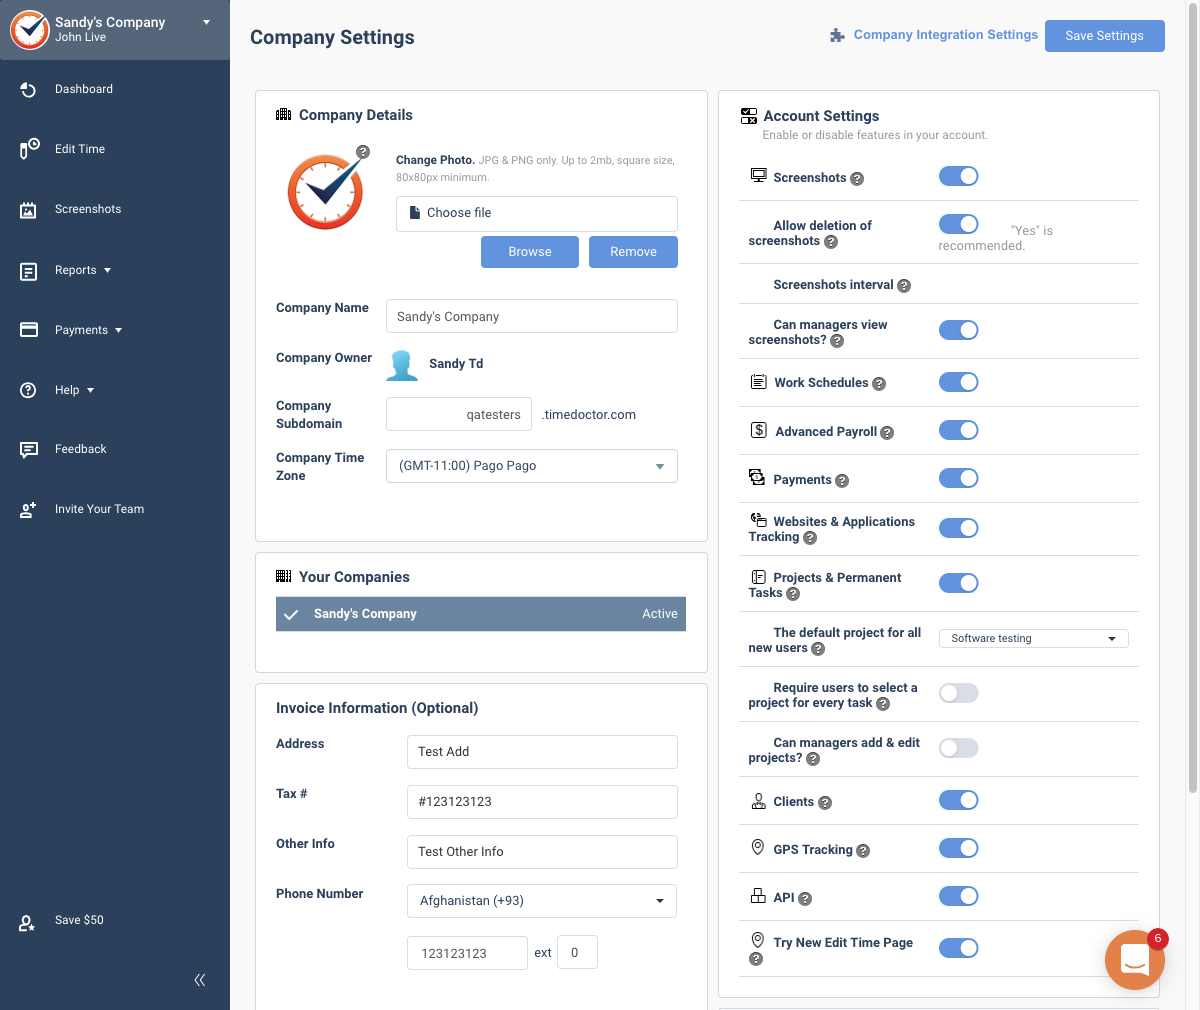 Sandy's Company
John Live
Dashboard
Edit Time
Screenshots
Reports
Payments
Help
Feedback
Invite Your Team
Save $50
Company Settings
Company Integration Settings
Save Settings
Company Details
Change Photo. JPG & PNG only. Up to 2mb, square size,
80x80px minimum.
Choose file
Browse
Remove
Company Name
Sandy's Company
Company Owner
Sandy Td
Company
Subdomain
qatesters
.timedoctor.com
Company Time
Zone
(GMT-11:00) Pago Pago
Your Companies
Sandy's Company
Active
Invoice Information (Optional)
Address
Test Add
Tax #
#123123123
Other Info
Test Other Info
Phone Number
Afghanistan (+93)
123123123
ext
0
Account Settings
Enable or disable features in your account.
Screenshots
Allow deletion of
screenshots
"Yes" is
recommended.
Screenshots interval
Can managers view
screenshots?
Work Schedules
Advanced Payroll
Payments
Websites & Applications
Tracking
Projects & Permanent
Tasks
The default project for all
new users
Software testing
Require users to select a
project for every task
Can managers add & edit
projects?
Clients
GPS Tracking
API
Try New Edit Time Page
6